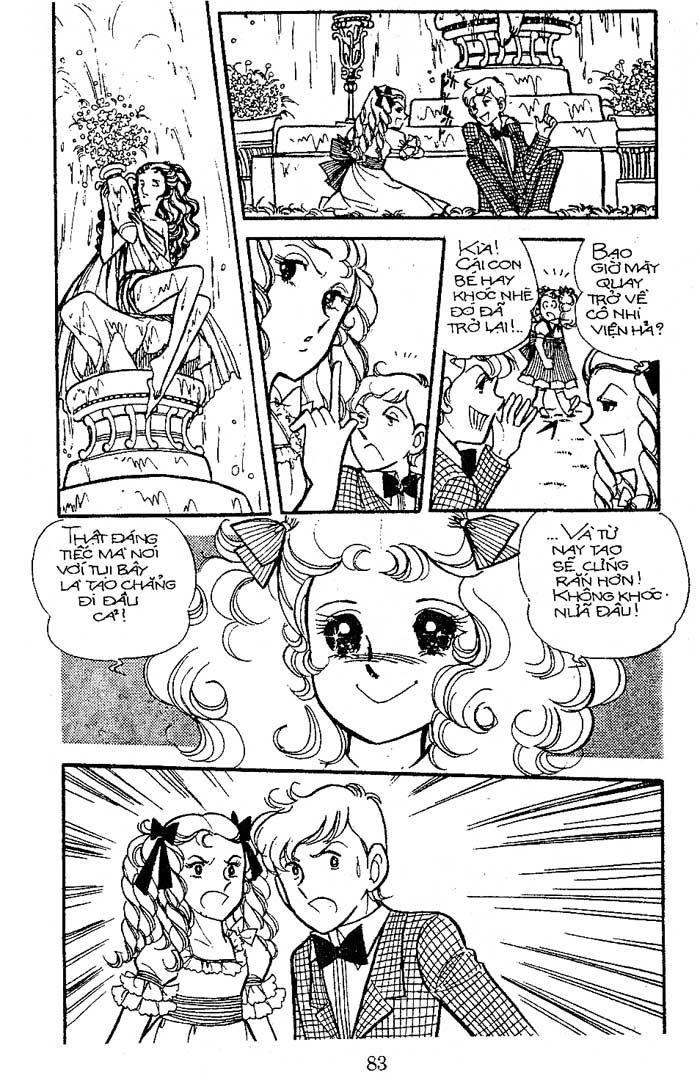 KÌA!
CÁI CON
BÉ HAY
KHÓC NHÈ
ĐÓ ĐÃ
TRỞ LẠI!..
BAO
GIỜ MÀY
QUAY
TRỞ VỀ
CÔ NHI
VIỆN HẢ?
THẬT ĐÁNG
TIẾC MÀ NÓI
VỚI TỤI BÂY
LÀ TAO CHẲNG
ĐI ĐÂU
CẢ!
...VÀ TỪ
NAY TAO
SẼ CỨNG
RẮN HƠN!
KHÔNG KHÓC
NỮA ĐÂU!
83